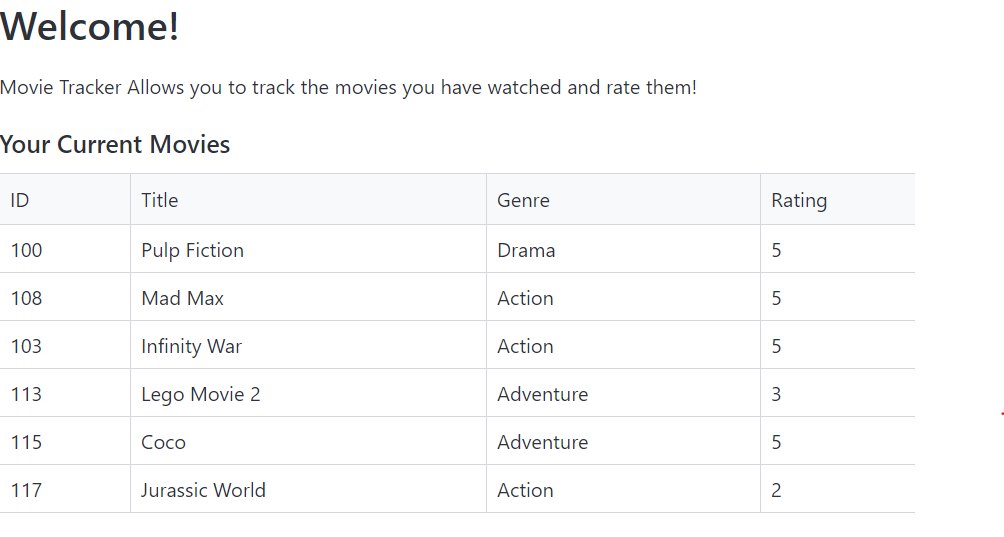 Welcome!
Movie Tracker Allows you to track the movies you have watched and rate them!
Your Current Movies
ID Title Genre Rating
100 Pulp Fiction Drama 5
108 Mad Max Action 5
103 Infinity War Action 5
113 Lego Movie 2 Adventure 3
115 Coco Adventure 5
117 Jurassic World Action 2